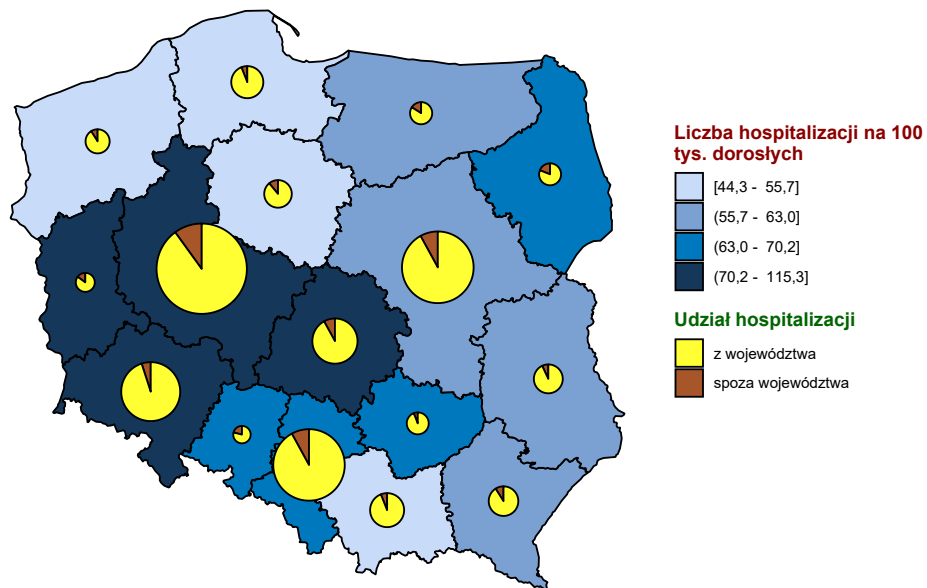 Liczba hospitalizacji na 100
tys. dorosłych
[44,3 - 55,7]
(55,7 - 63,0]
(63,0 - 70,2]
(70,2 - 115,3]
Udział hospitalizacji
z województwa
spoza województwa